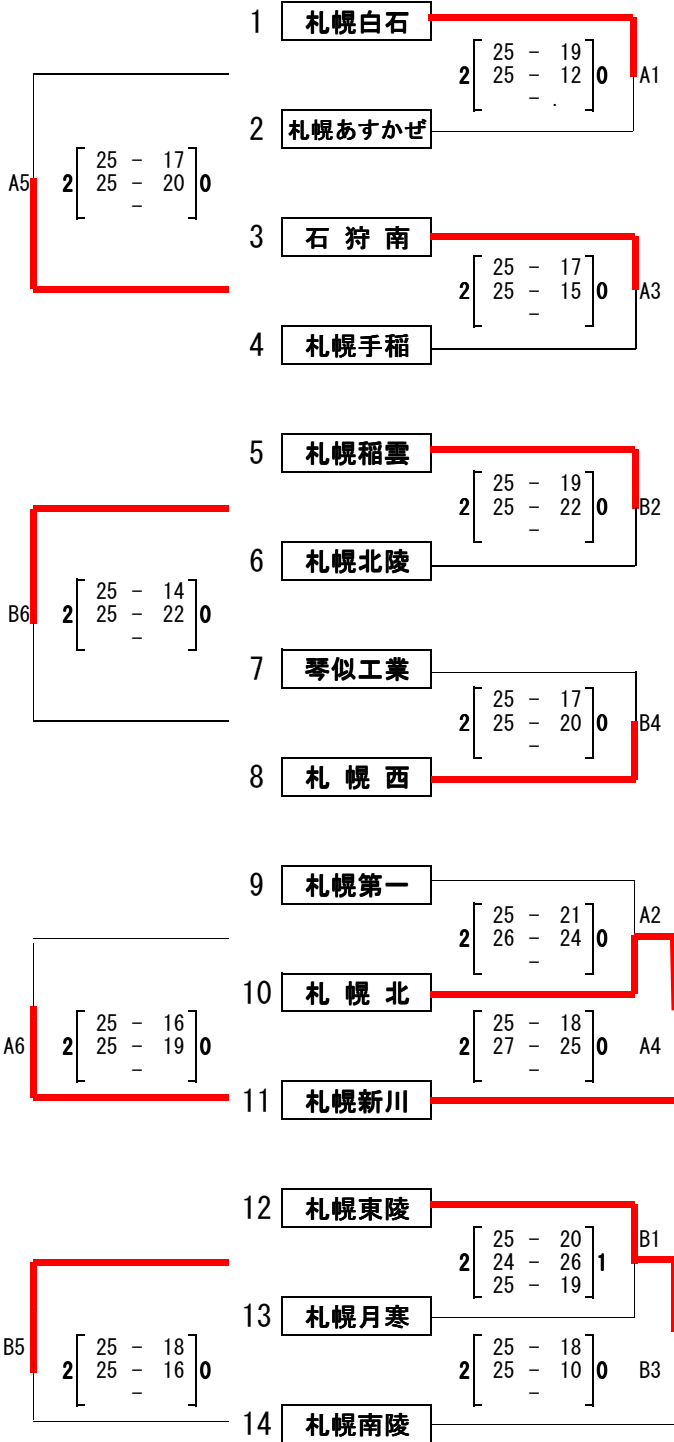 1 札幌白石
25 - 19
2 25 - 12 0 A1
- .
2 札幌あすかぜ
25 - 17
A5 2 25 - 20 0
-
3 石狩南
25 - 17
2 25 - 15 0 A3
-
4 札幌手稲
5 札幌稲雲
25 - 19
2 25 - 22 0 B2
-
6 札幌北陵
25 - 14
B6 2 25 - 22 0
-
7 琴似工業
25 - 17
2 25 - 20 0 B4
-
8 札幌西
9 札幌第一
25 - 21 A2
2 26 - 24 0
-
10 札幌北
25 - 16
A6 2 25 - 19 0
-
25 - 18
2 27 - 25 0 A4
-
11 札幌新川
12 札幌東陵
25 - 20 B1
2 24 - 26 1
25 - 19
13 札幌月寒
B5 25 - 18
2 25 - 16 0
-
25 - 18
2 25 - 10 0 B3
-
14 札幌南陵